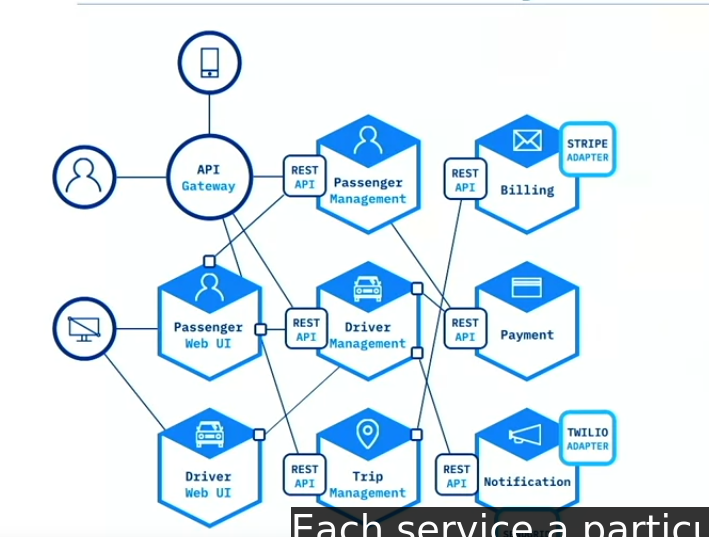 API
Gateway
REST
API
Passenger
Management
REST
API
Billing
STRIPE
ADAPTER
Passenger
Web UI
REST
API
Driver
Management
REST
API
Payment
Driver
Web UI
REST
API
Trip
Management
REST
API
Notification
TWILIO
ADAPTER
Each service a particu